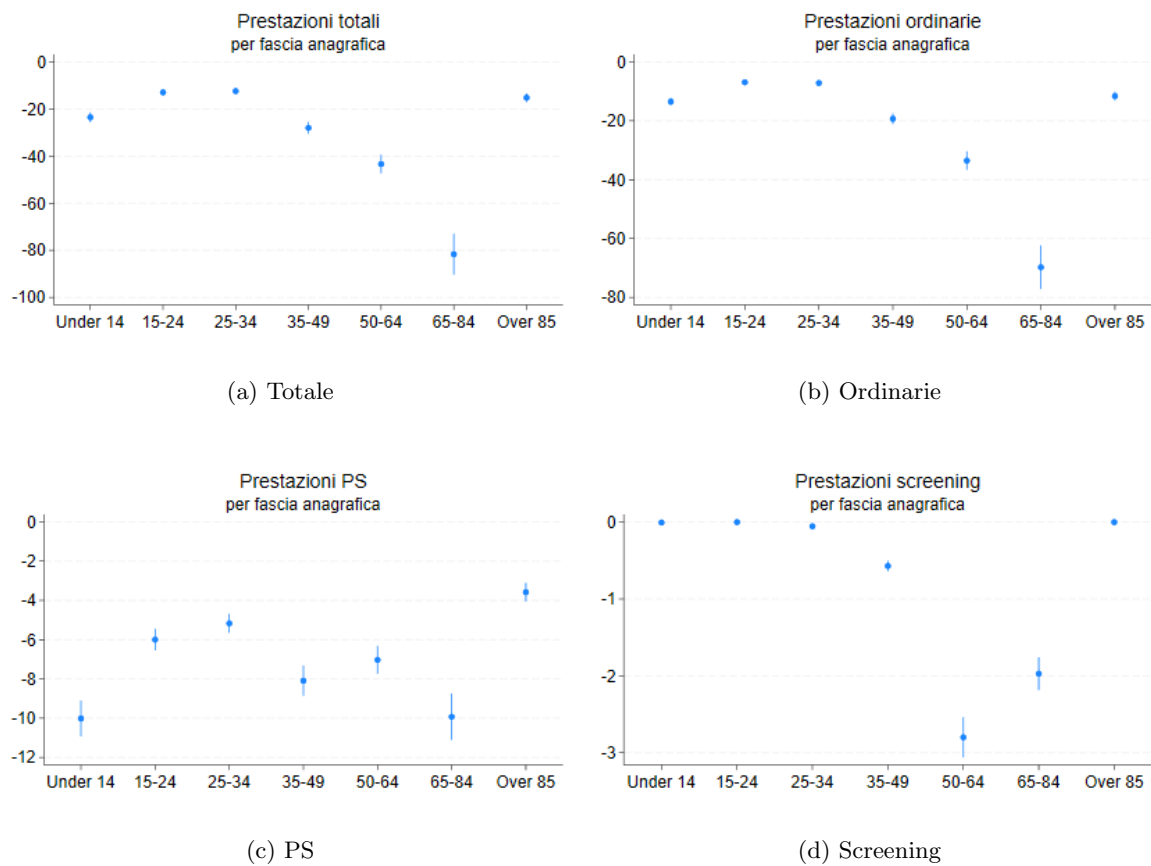 Prestazioni totali
per fascia anagrafica
0
-20
-40
-60
-80
-100
Under 14 15-24 25-34 35-49 50-64 65-84 Over 85
(a) Totale
Prestazioni ordinarie
per fascia anagrafica
0
-20
-40
-60
-80
Under 14 15-24 25-34 35-49 50-64 65-84 Over 85
(b) Ordinarie
Prestazioni PS
per fascia anagrafica
0
-2
-4
-6
-8
-10
-12
Under 14 15-24 25-34 35-49 50-64 65-84 Over 85
(c) PS
Prestazioni screening
per fascia anagrafica
0
-1
-2
-3
Under 14 15-24 25-34 35-49 50-64 65-84 Over 85
(d) Screening